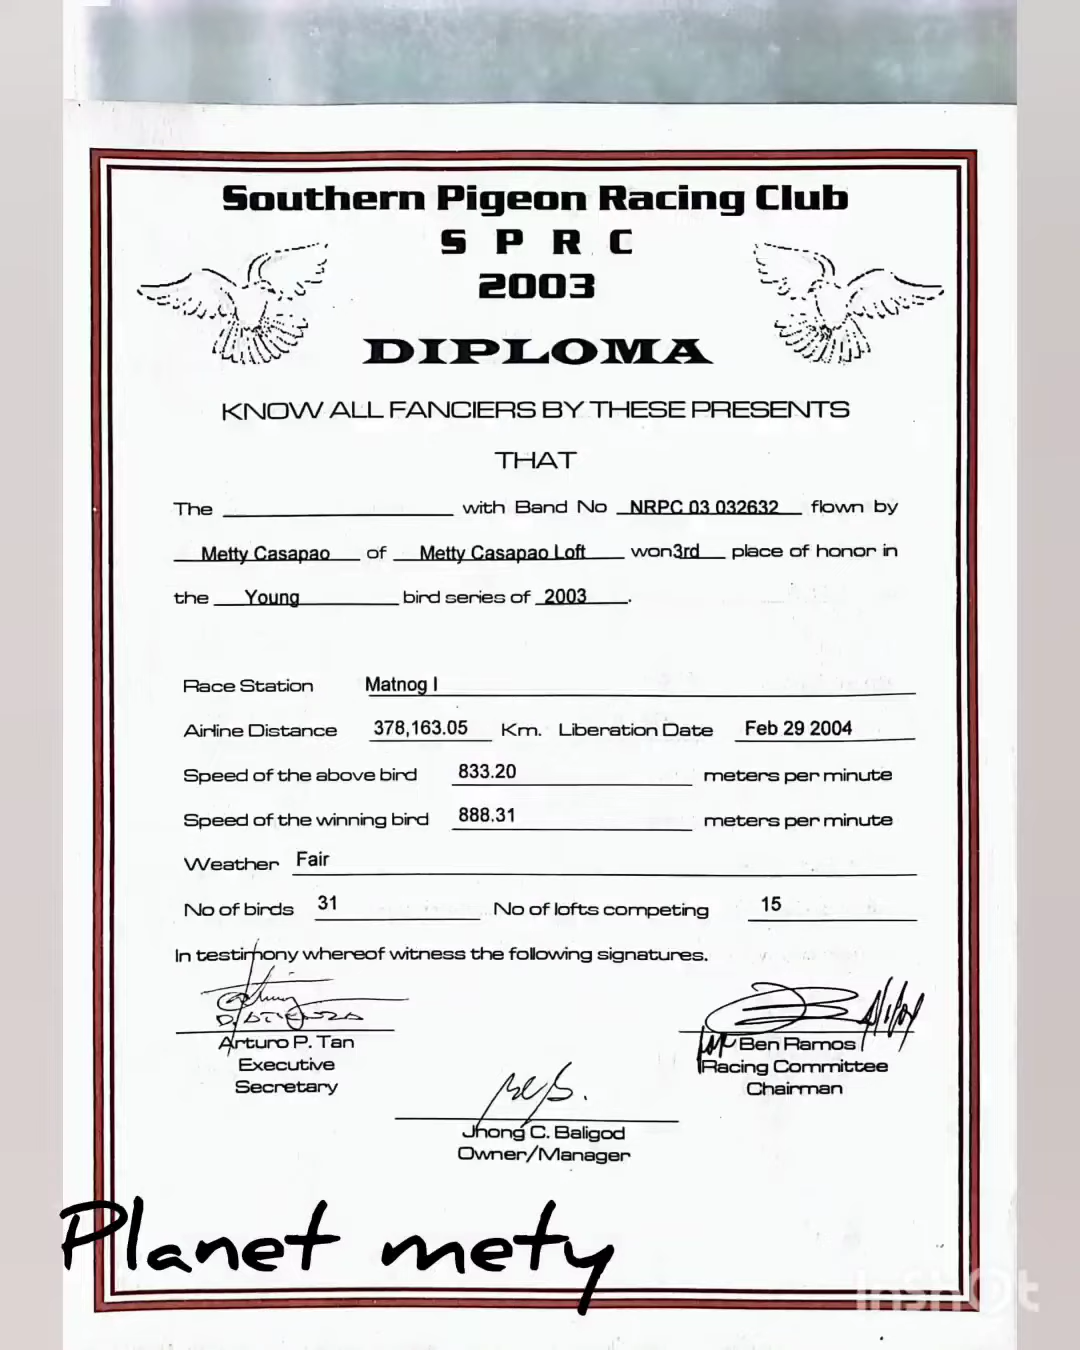 Southern Pigeon Racing Club
S P R C
2003
DIPLOMA
KNOW ALL FANCIERS BY THESE PRESENTS
THAT
The ____ with Band No NRPC 03 032632 flown by
Metty Casapao of Metty Casapao Loft won 3rd place of honor in
the Young bird series of 2003.
Race Station Matnog I
Airline Distance 378,163.05 Km. Liberation Date Feb 29 2004
Speed of the above bird 833.20 meters per minute
Speed of the winning bird 888.31 meters per minute
Weather Fair
No of birds 31 No of lofts competing 15
In testimony whereof witness the following signatures.
Arturo P. Tan
Executive
Secretary
Ben Ramos
Racing Committee
Chairman
Jhong C. Baligod
Owner/Manager
Planet mety
InShOt